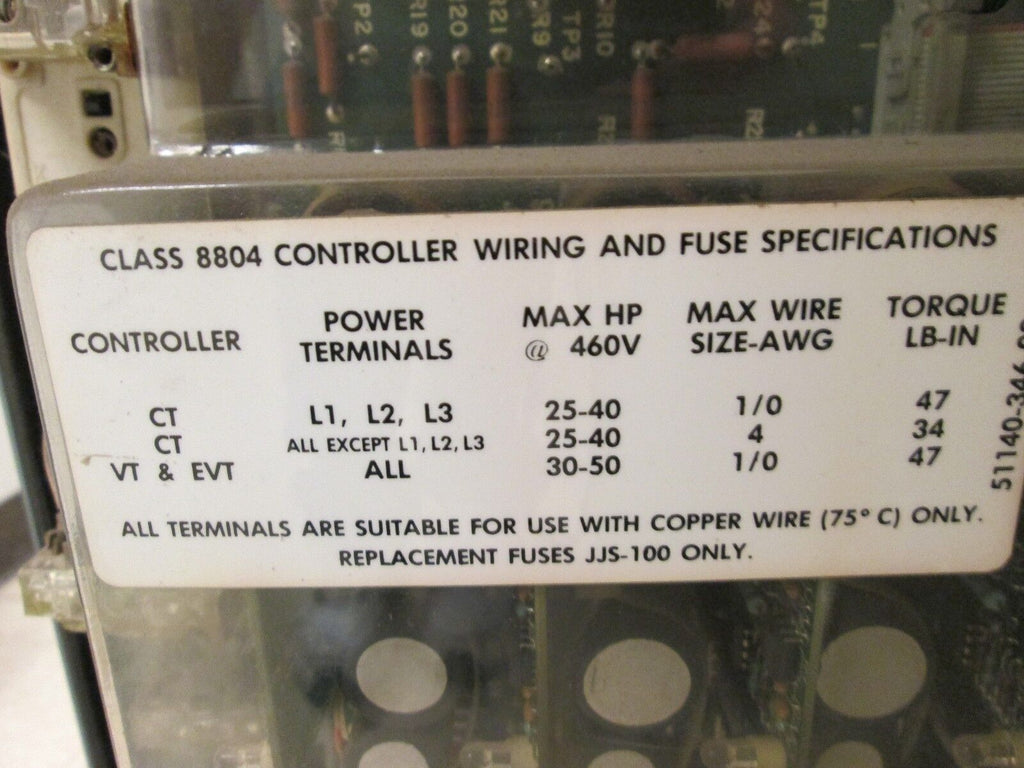 TP2
R19
R20
R21
CR19
TP3
CR10
TP4
CLASS 8804 CONTROLLER WIRING AND FUSE SPECIFICATIONS
CONTROLLER POWER TERMINALS MAX HP @ 460V MAX WIRE SIZE-AWG TORQUE LB-IN
CT L1, L2, L3 25-40 1/0 47
CT ALL EXCEPT L1, L2, L3 25-40 4 34
VT & EVT ALL 30-50 1/0 47
ALL TERMINALS ARE SUITABLE FOR USE WITH COPPER WIRE (75° C) ONLY.
REPLACEMENT FUSES JJS-100 ONLY.
51140-346